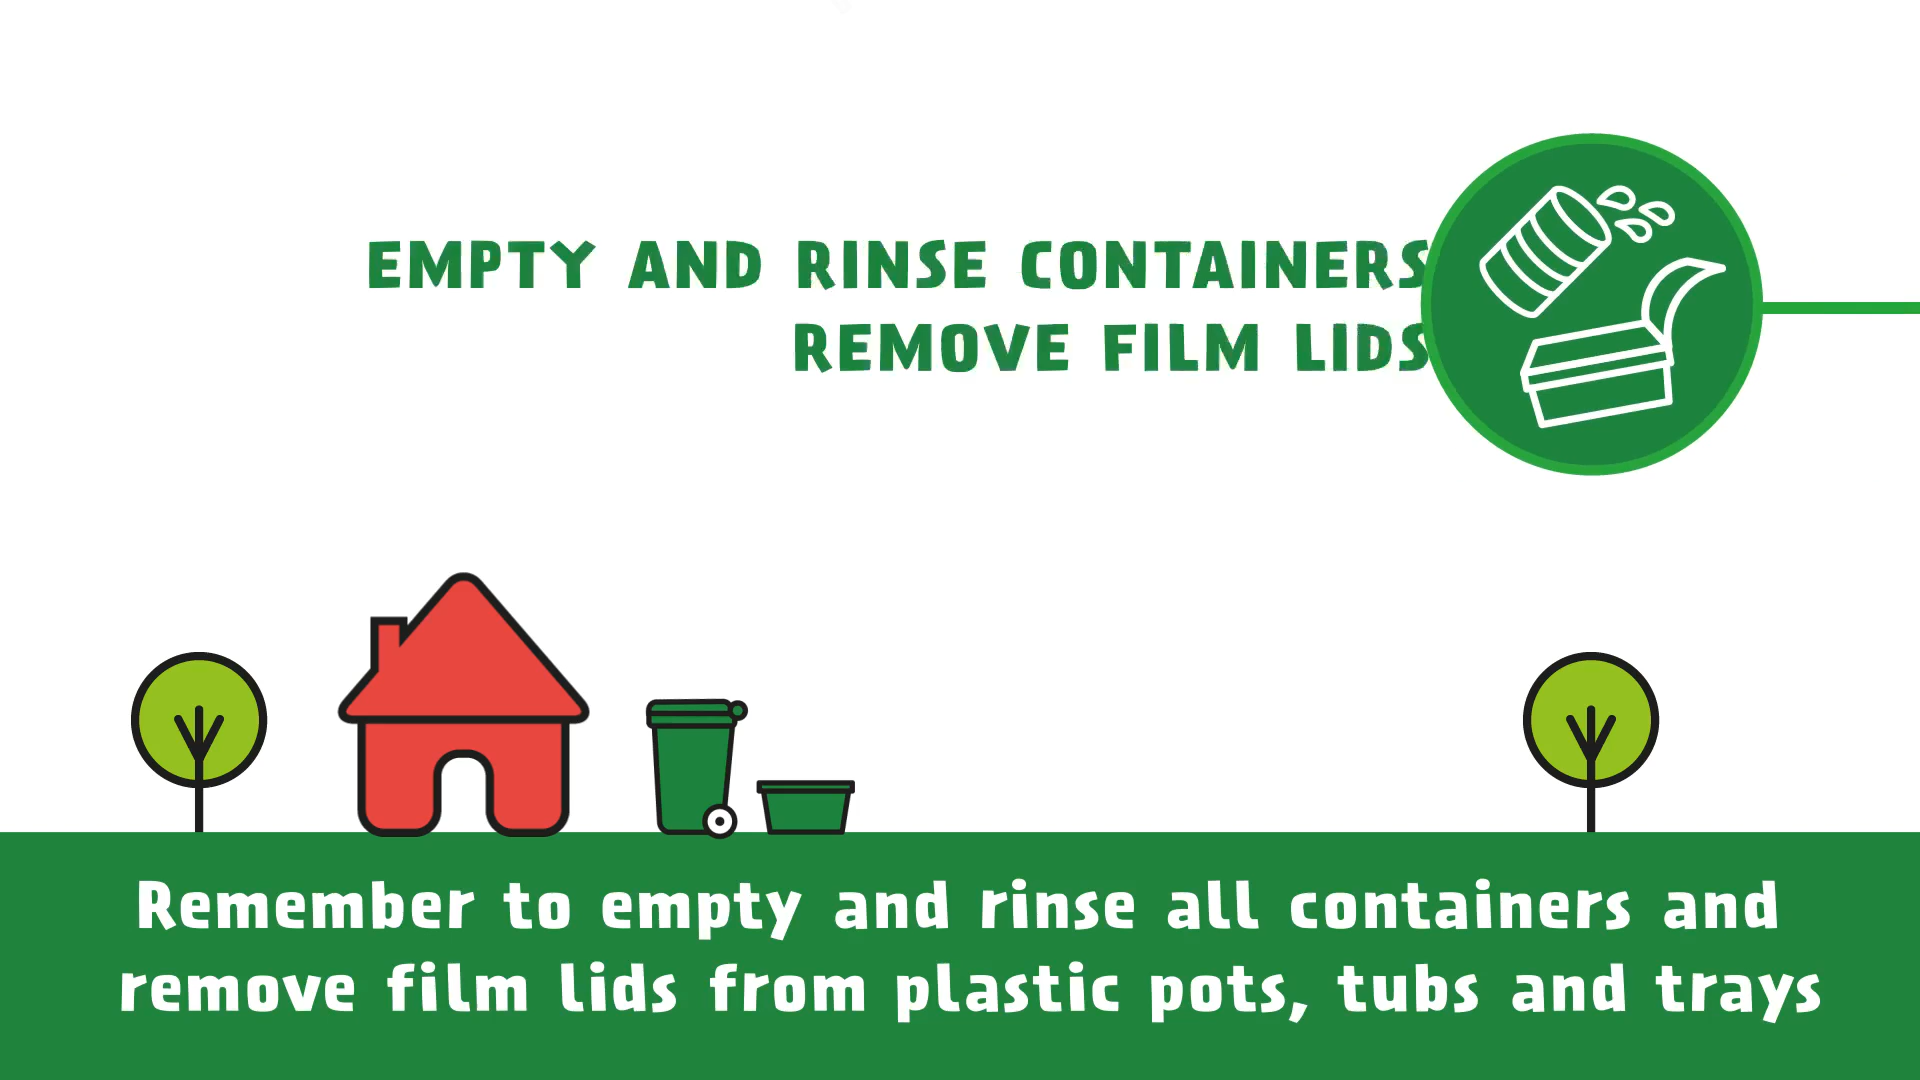 EMPTY AND RINSE CONTAINERS
REMOVE FILM LIDS
Remember to empty and rinse all containers and
remove film lids from plastic pots, tubs and trays